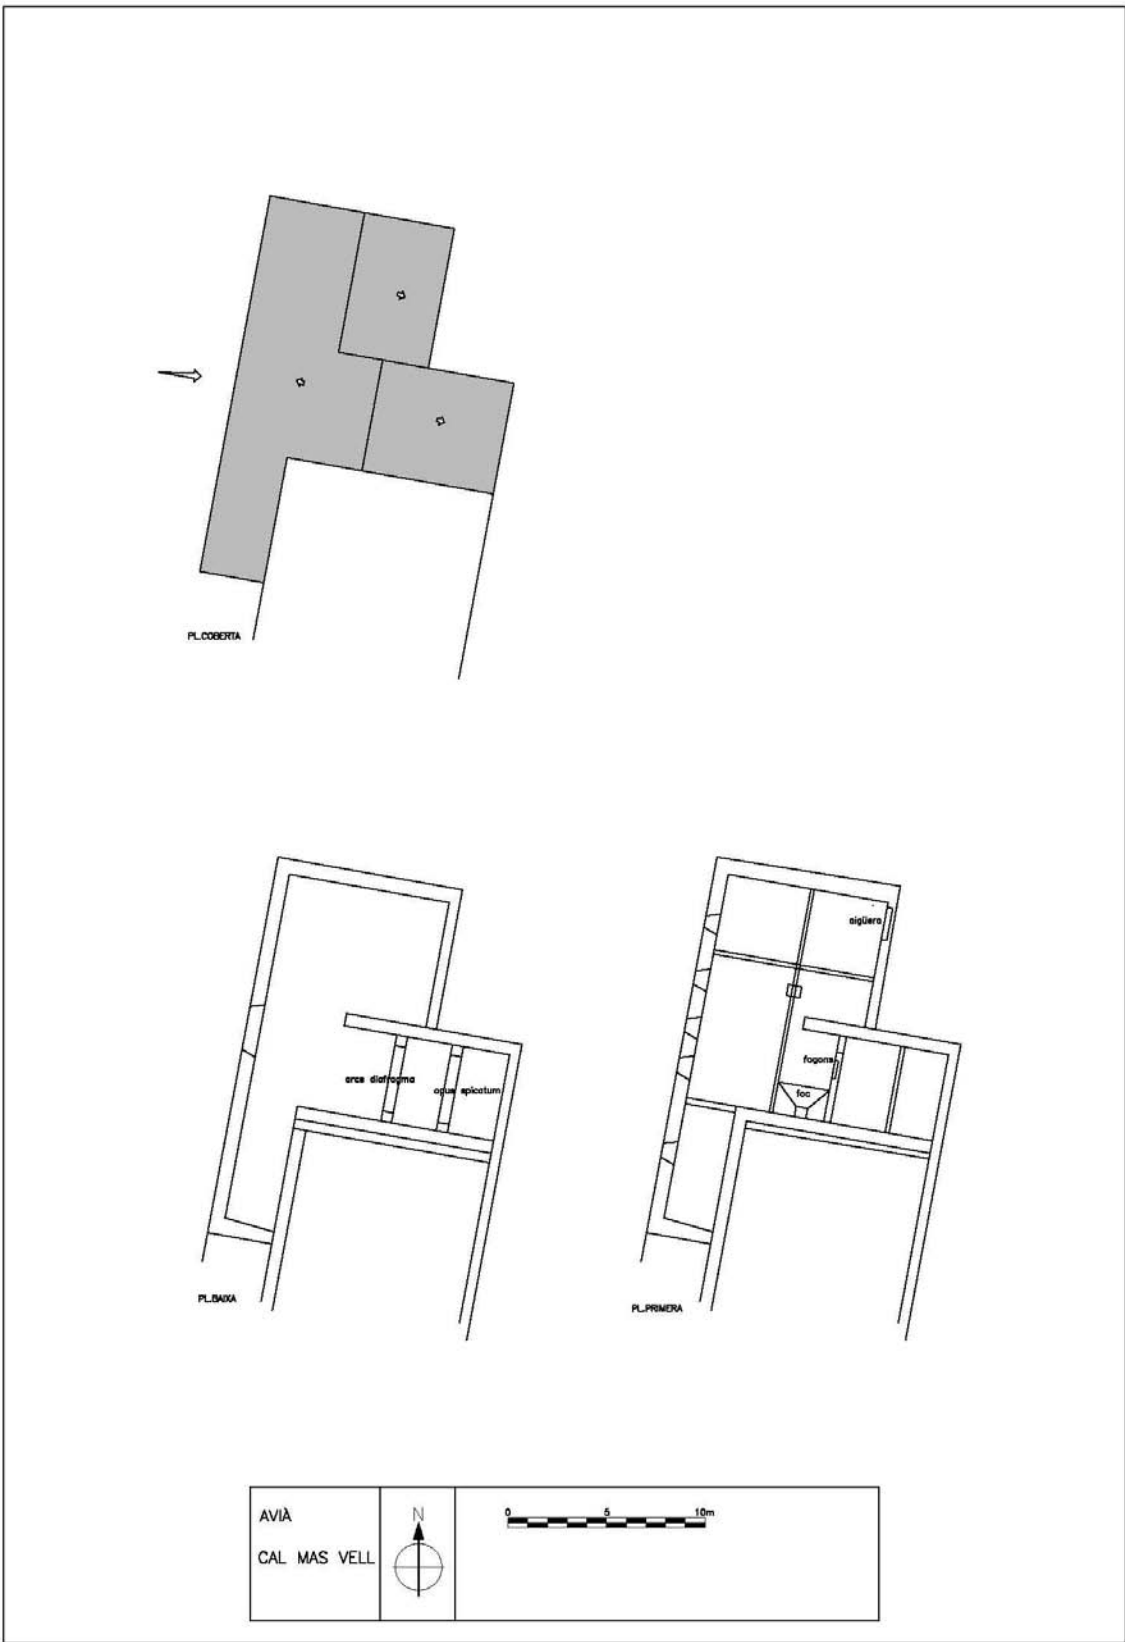 PL.COBERTA
arcs diafragma
opus spicatum
PL.BAIXA
aigüera
fogons
foc
PL.PRIMERA
AVIÀ
CAL MAS VELL
N
0 5 10m